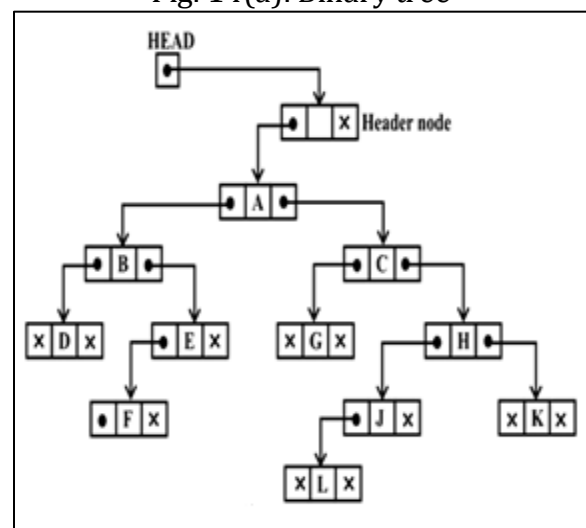 Fig. 14(a): Binary tree
HEAD
X Header node
A
B C
X D X E X X G X H
F X J X X K X
X L X